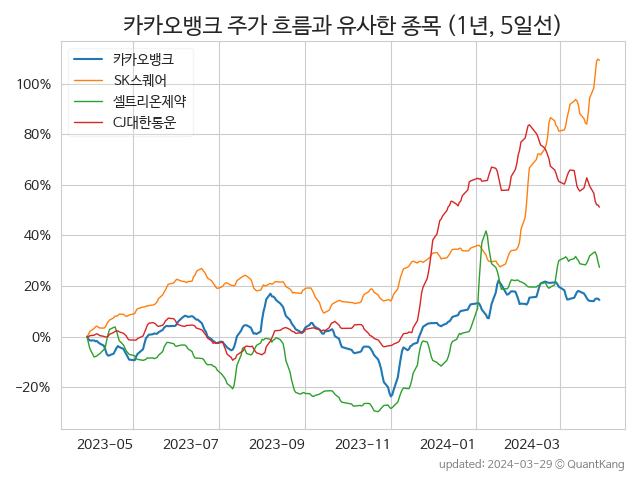 카카오뱅크 주가 흐름과 유사한 종목 (1년, 5일선)
카카오뱅크
SK스퀘어
셀트리온제약
CJ대한통운
100%
80%
60%
40%
20%
0%
−20%
2023-05 2023-07 2023-09 2023-11 2024-01 2024-03
updated: 2024-03-29 © QuantKang